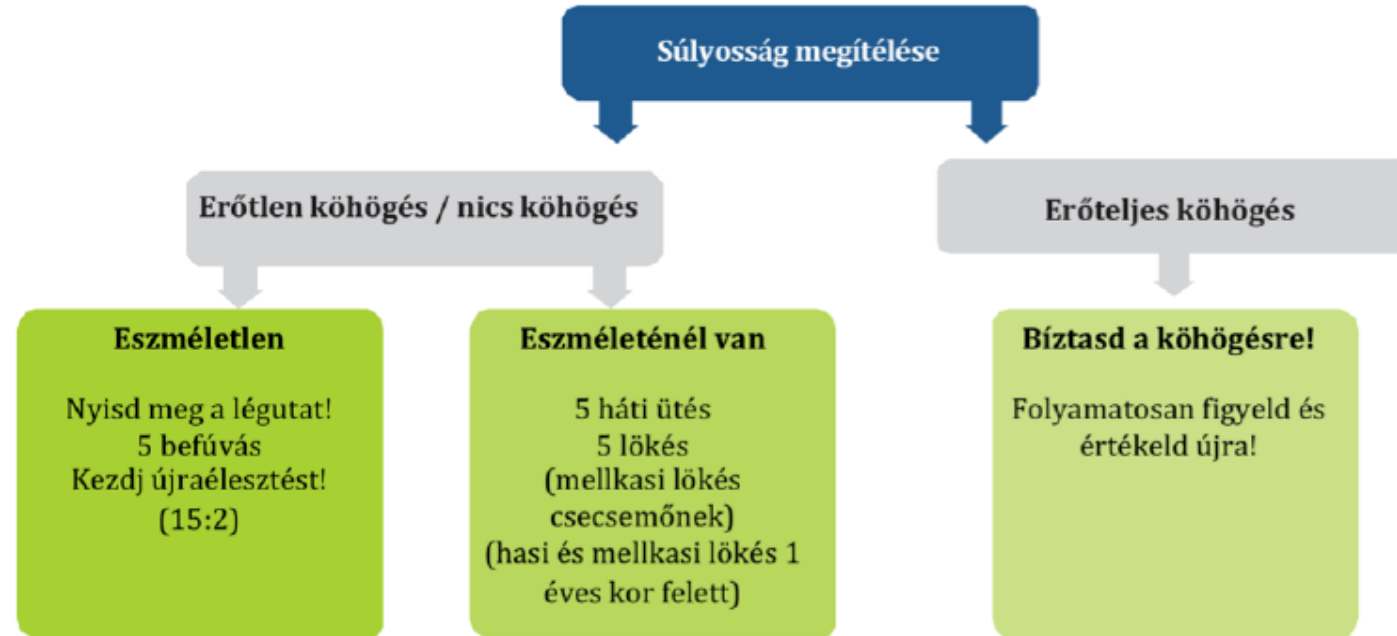 Súlyosság megítélése
Erőtlen köhögés / nics köhögés
Erőteljes köhögés
Eszméletlen
Nyisd meg a légutat!
5 befúvás
Kezdj újraélesztést!
(15:2)
Eszméleténél van
5 háti ütés
5 lökés
(mellkasi lökés
csecsemőnek)
(hasi és mellkasi lökés 1
éves kor felett)
Bíztasd a köhögésre!
Folyamatosan figyeld és
értékeld újra!